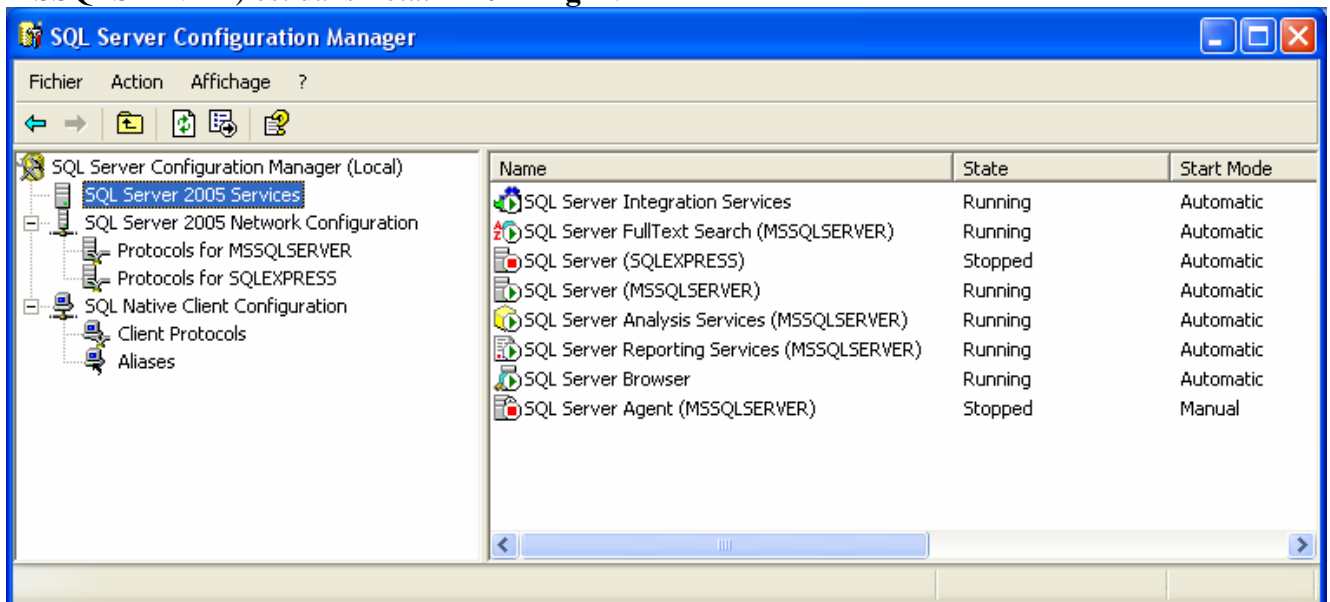 SQL Server Configuration Manager
Fichier Action Affichage ?
SQL Server Configuration Manager (Local)
SQL Server 2005 Services
SQL Server 2005 Network Configuration
Protocols for MSSQLSERVER
Protocols for SQLEXPRESS
SQL Native Client Configuration
Client Protocols
Aliases
Name State Start Mode
SQL Server Integration Services Running Automatic
SQL Server FullText Search (MSSQLSERVER) Running Automatic
SQL Server (SQLEXPRESS) Stopped Automatic
SQL Server (MSSQLSERVER) Running Automatic
SQL Server Analysis Services (MSSQLSERVER) Running Automatic
SQL Server Reporting Services (MSSQLSERVER) Running Automatic
SQL Server Browser Running Automatic
SQL Server Agent (MSSQLSERVER) Stopped Manual